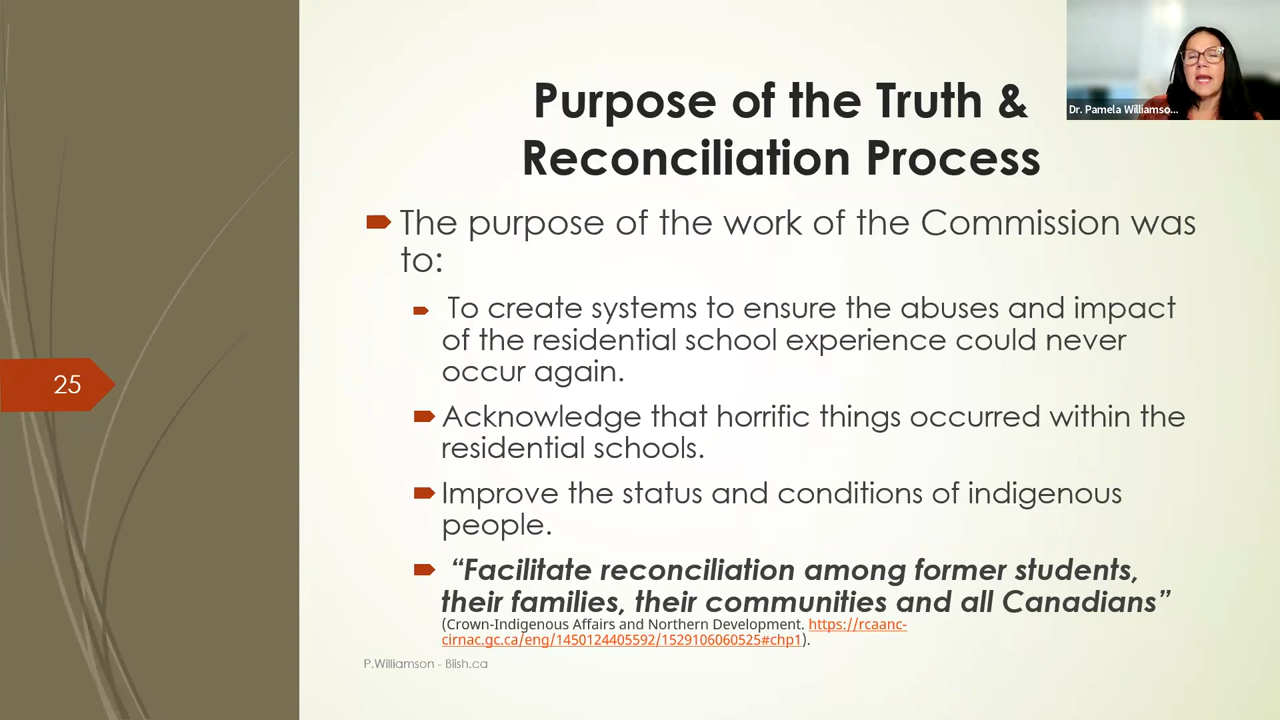 Purpose of the Truth &
Reconciliation Process
Dr. Pamela Williamso...
The purpose of the work of the Commission was
to:
To create systems to ensure the abuses and impact
of the residential school experience could never
occur again.
25
Acknowledge that horrific things occurred within the
residential schools.
Improve the status and conditions of indigenous
people.
“Facilitate reconciliation among former students,
their families, their communities and all Canadians”
(Crown-Indigenous Affairs and Northern Development. https://rcaanc-
cirnac.gc.ca/eng/1450124405592/1529106060525#chp1).
P.Williamson - Blish.ca